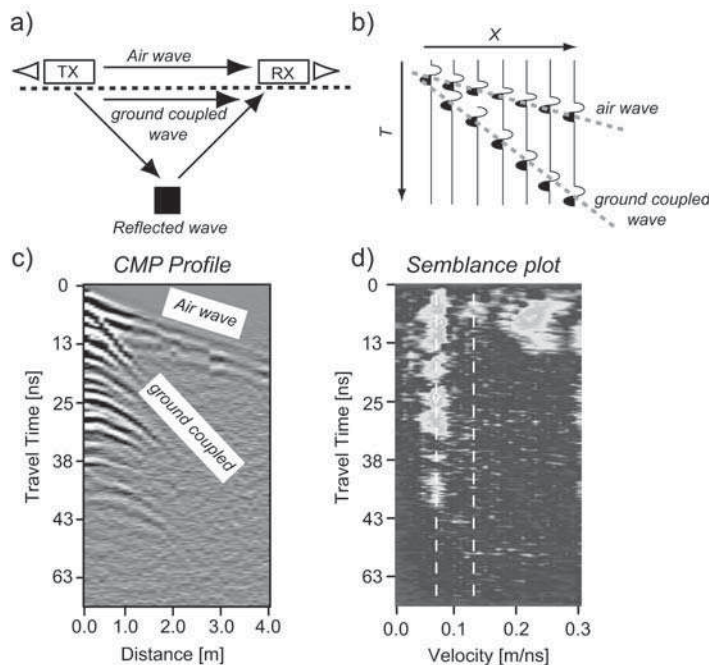 a)
TX
Air wave
RX
ground coupled
wave
Reflected wave
b)
X
T
air wave
ground coupled
wave
c)
CMP Profile
Travel Time [ns]
0
13
25
38
43
63
Air wave
ground coupled
0.0
1.0
2.0
3.0
4.0
Distance [m]
d)
Semblance plot
Travel Time [ns]
0
13
25
38
43
63
0.0
0.1
0.2
0.3
Velocity [m/ns]